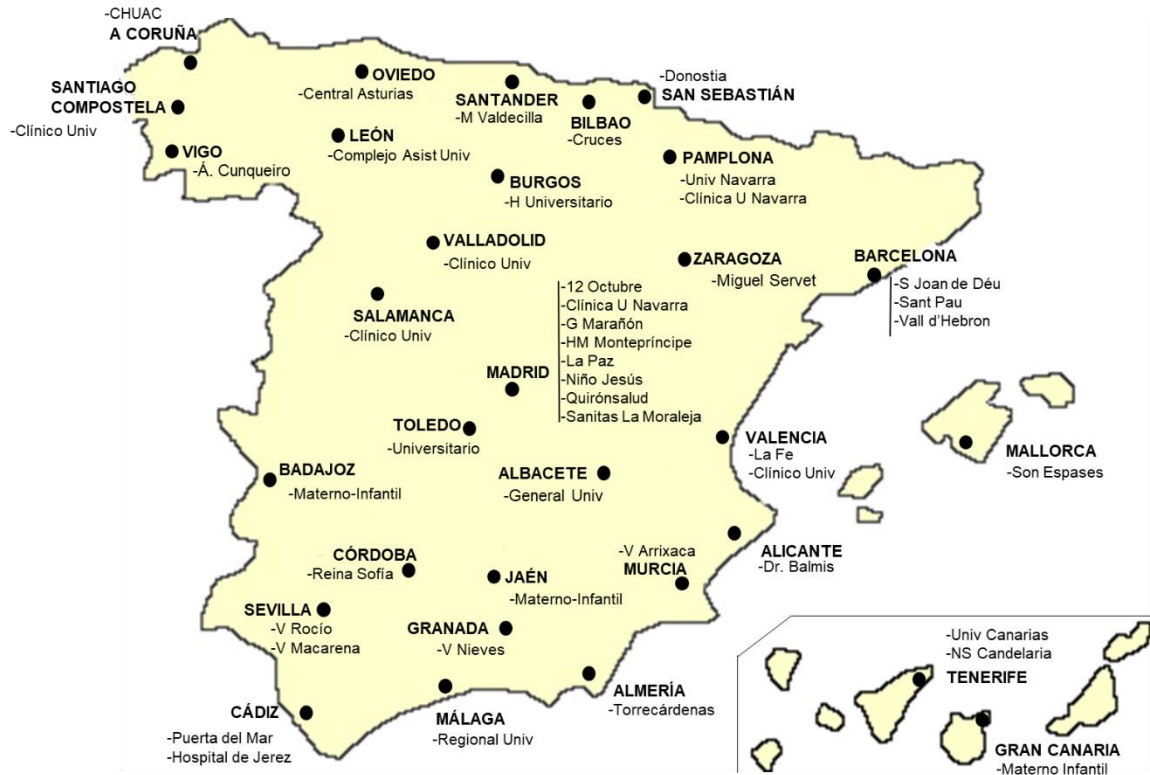 -CHUAC
A CORUÑA
SANTIAGO
COMPOSTELA
-Clínico Univ
VIGO
-Á. Cunqueiro
OVIEDO
-Central Asturias
LEÓN
-Complejo Asist Univ
SANTANDER
-M Valdecilla
BILBAO
-Cruces
-Donostia
SAN SEBASTIÁN
PAMPLONA
-Univ Navarra
-Clínica U Navarra
BURGOS
-H Universitario
VALLADOLID
-Clínico Univ
ZARAGOZA
-Miguel Servet
BARCELONA
-S Joan de Déu
-Sant Pau
-Vall d’Hebron
SALAMANCA
-Clínico Univ
MADRID
-12 Octubre
-Clínica U Navarra
-G Marañón
-HM Montepríncipe
-La Paz
-Niño Jesús
-Quirónsalud
-Sanitas La Moraleja
TOLEDO
-Universitario
VALENCIA
-La Fe
-Clínico Univ
MALLORCA
-Son Espases
BADAJOZ
-Materno-Infantil
ALBACETE
-General Univ
ALICANTE
-Dr. Balmis
-V Arrixaca
MURCIA
CÓRDOBA
-Reina Sofía
JAÉN
-Materno-Infantil
SEVILLA
-V Rocío
-V Macarena
GRANADA
-V Nieves
ALMERÍA
-Torrecárdenas
MÁLAGA
-Regional Univ
CÁDIZ
-Puerta del Mar
-Hospital de Jerez
-Univ Canarias
-NS Candelaria
TENERIFE
GRAN CANARIA
-Materno Infantil